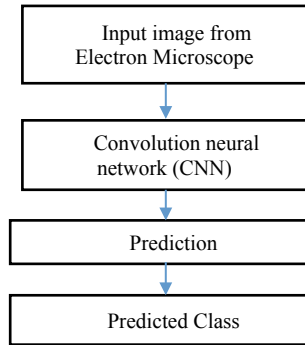 Input image from
Electron Microscope
Convolution neural
network (CNN)
Prediction
Predicted Class